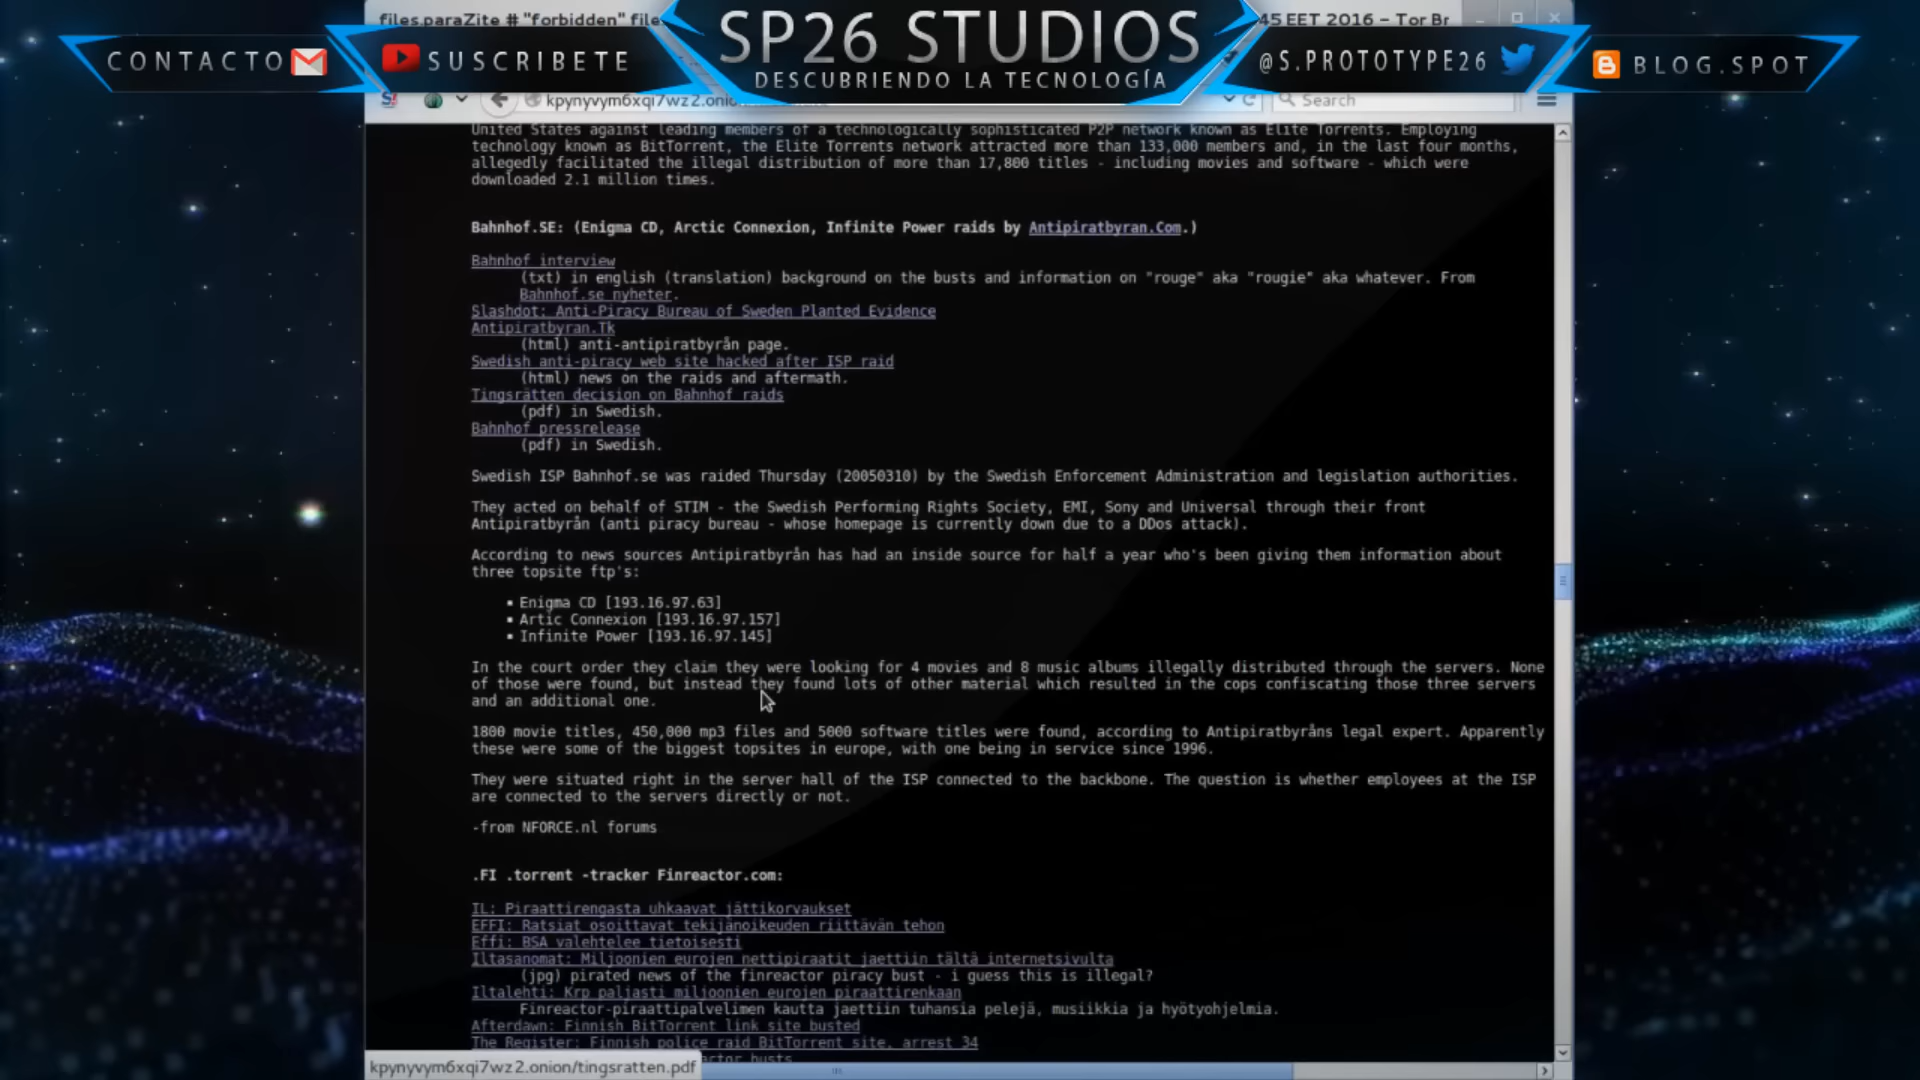 files.paraZite # "forbidden" file
45 EET 2016 – Tor Br
SP26 STUDIOS
DESCUBRIENDO LA TECNOLOGÍA
CONTACTO
SUSCRIBETE
@S.PROTOTYPE26
BLOG.SPOT
kpynyvym6xqi7wz2.onion
Search
United States against leading members of a technologically sophisticated P2P network known as Elite Torrents. Employing
technology known as BitTorrent, the Elite Torrents network attracted more than 133,000 members and, in the last four months,
allegedly facilitated the illegal distribution of more than 17,800 titles - including movies and software - which were
downloaded 2.1 million times.
Bahnhof.SE: (Enigma CD, Arctic Connexion, Infinite Power raids by Antipiratbyran.Com.)
Bahnhof interview
(txt) in english (translation) background on the busts and information on "rouge" aka "rougie" aka whatever. From
Bahnhof.se nyheter.
Slashdot: Anti-Piracy Bureau of Sweden Planted Evidence
Antipiratbyran.Tk
(html) anti-antipiratbyrån page.
Swedish anti-piracy web site hacked after ISP raid
(html) news on the raids and aftermath.
Tingsrätten decision on Bahnhof raids
(pdf) in Swedish.
Bahnhof pressrelease
(pdf) in Swedish.
Swedish ISP Bahnhof.se was raided Thursday (20050310) by the Swedish Enforcement Administration and legislation authorities.
They acted on behalf of STIM - the Swedish Performing Rights Society, EMI, Sony and Universal through their front
Antipiratbyrån (anti piracy bureau - whose homepage is currently down due to a DDos attack).
According to news sources Antipiratbyrån has had an inside source for half a year who's been giving them information about
three topsite ftp's:
▪ Enigma CD [193.16.97.63]
▪ Artic Connexion [193.16.97.157]
▪ Infinite Power [193.16.97.145]
In the court order they claim they were looking for 4 movies and 8 music albums illegally distributed through the servers. None
of those were found, but instead they found lots of other material which resulted in the cops confiscating those three servers
and an additional one.
1800 movie titles, 450,000 mp3 files and 5000 software titles were found, according to Antipiratbyråns legal expert. Apparently
these were some of the biggest topsites in europe, with one being in service since 1996.
They were situated right in the server hall of the ISP connected to the backbone. The question is whether employees at the ISP
are connected to the servers directly or not.
-from NFORCE.nl forums
.FI .torrent -tracker Finreactor.com:
IL: Piraattirengasta uhkaavat jättikorvaukset
EFFI: Ratsiat osoittavat tekijänoikeuden riittävän tehon
Effi: BSA valehtelee tietoisesti
Iltasanomat: Miljoonien eurojen nettipiraatit jaettiin tältä internetsivulta
(jpg) pirated news of the finreactor piracy bust - i guess this is illegal?
Iltalehti: Krp paljasti miljoonien eurojen piraattirenkaan
Finreactor-piraattipalvelimen kautta jaettiin tuhansia pelejä, musiikkia ja hyötyohjelmia.
Afterdawn: Finnish BitTorrent link site busted
The Register: Finnish police raid BitTorrent site, arrest 34
actor busts
kpynyvym6xqi7wz2.onion/tingsratten.pdf